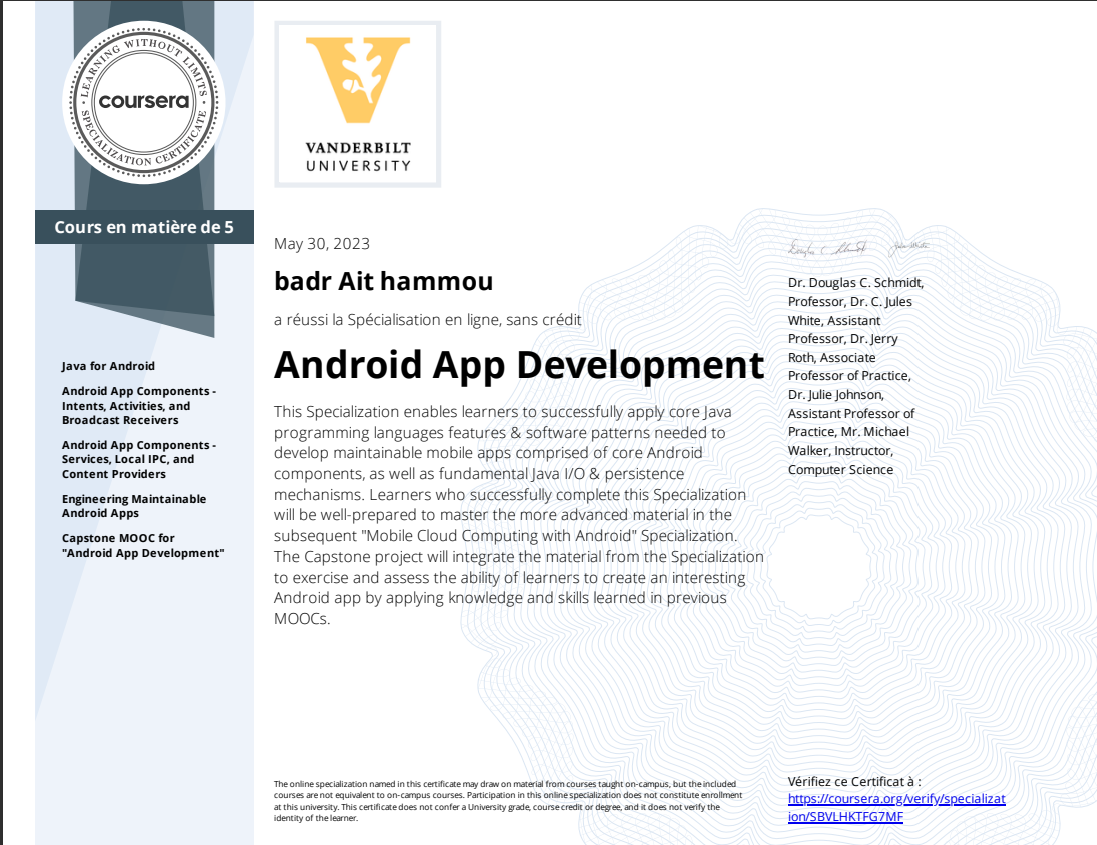 LEARNING WITHOUT LIMITS
coursera
SPECIALIZATION CERTIFICATE
Cours en matière de 5
Java for Android
Android App Components -
Intents, Activities, and
Broadcast Receivers
Android App Components -
Services, Local IPC, and
Content Providers
Engineering Maintainable
Android Apps
Capstone MOOC for
"Android App Development"
VANDERBILT
UNIVERSITY
May 30, 2023
badr Ait hammou
a réussi la Spécialisation en ligne, sans crédit
Android App Development
This Specialization enables learners to successfully apply core Java
programming languages features & software patterns needed to
develop maintainable mobile apps comprised of core Android
components, as well as fundamental Java I/O & persistence
mechanisms. Learners who successfully complete this Specialization
will be well-prepared to master the more advanced material in the
subsequent "Mobile Cloud Computing with Android" Specialization.
The Capstone project will integrate the material from the Specialization
to exercise and assess the ability of learners to create an interesting
Android app by applying knowledge and skills learned in previous
MOOCs.
Dr. Douglas C. Schmidt,
Professor, Dr. C. Jules
White, Assistant
Professor, Dr. Jerry
Roth, Associate
Professor of Practice,
Dr. Julie Johnson,
Assistant Professor of
Practice, Mr. Michael
Walker, Instructor,
Computer Science
The online specialization named in this certificate may draw on material from courses taught on-campus, but the included
courses are not equivalent to on-campus courses. Participation in this online specialization does not constitute enrollment
at this university. This certificate does not confer a University grade, course credit or degree, and it does not verify the
identity of the learner.
Vérifiez ce Certificat à :
https://coursera.org/verify/specializat
ion/SBVLHKTFG7MF